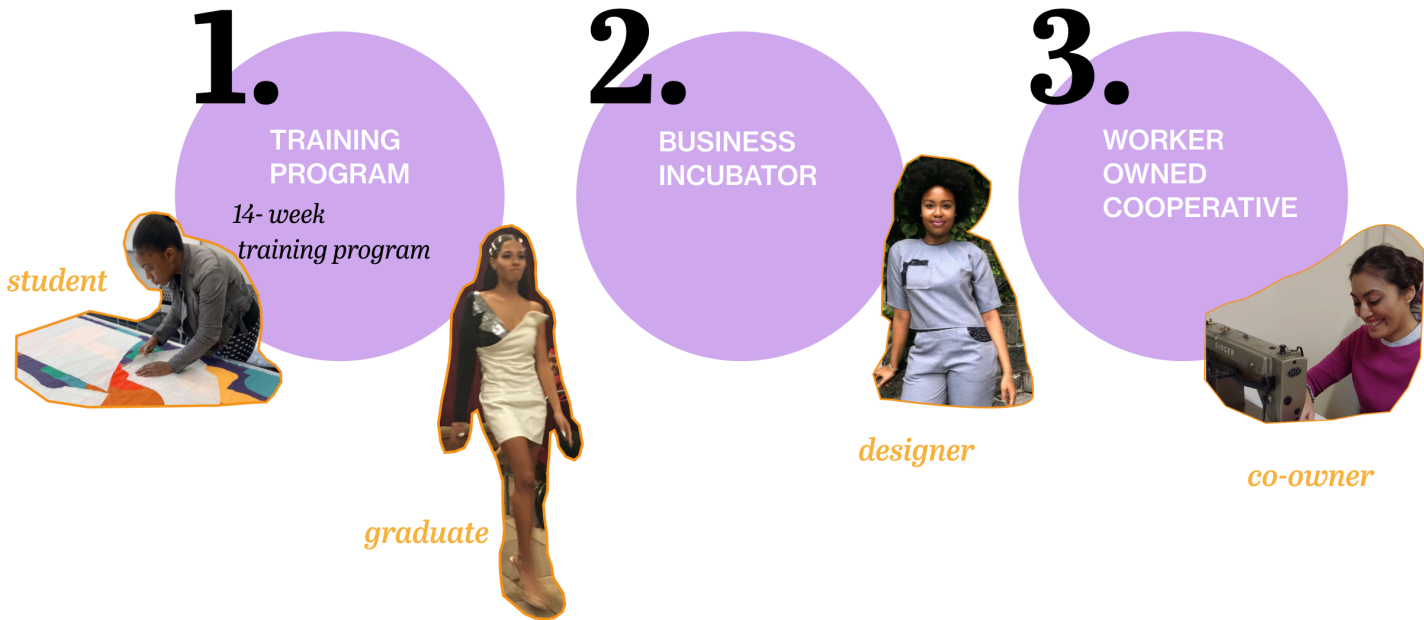 1.
TRAINING
PROGRAM
14- week
training program
student
graduate
2.
BUSINESS
INCUBATOR
designer
3.
WORKER
OWNED
COOPERATIVE
SINGER
co-owner